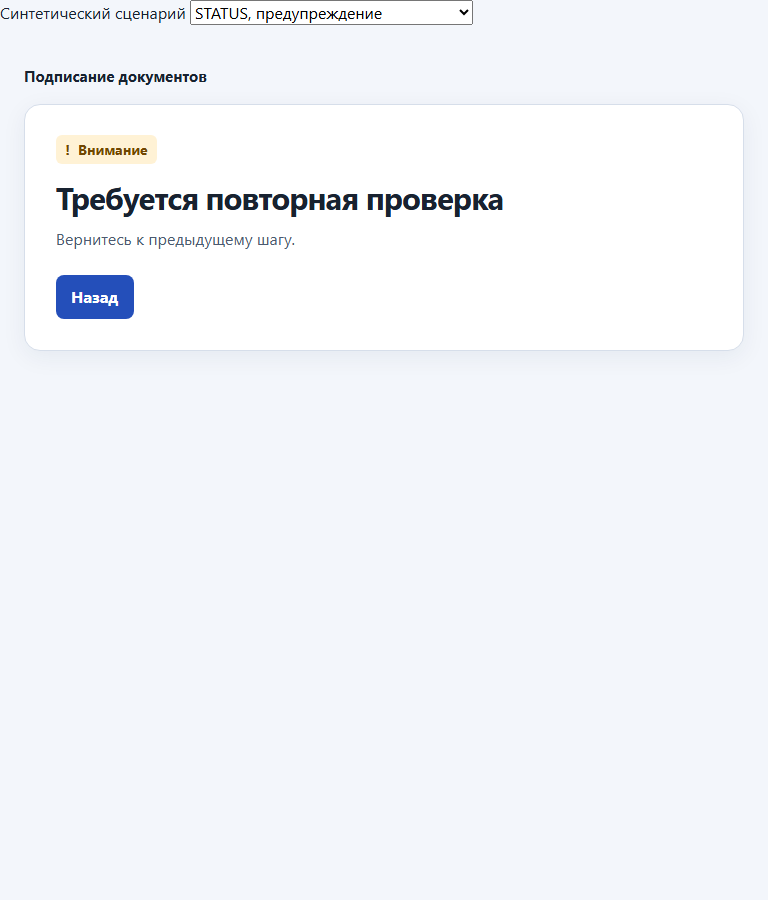 Синтетический сценарий STATUS, предупреждение
Подписание документов
! Внимание
Требуется повторная проверка
Вернитесь к предыдущему шагу.
Назад